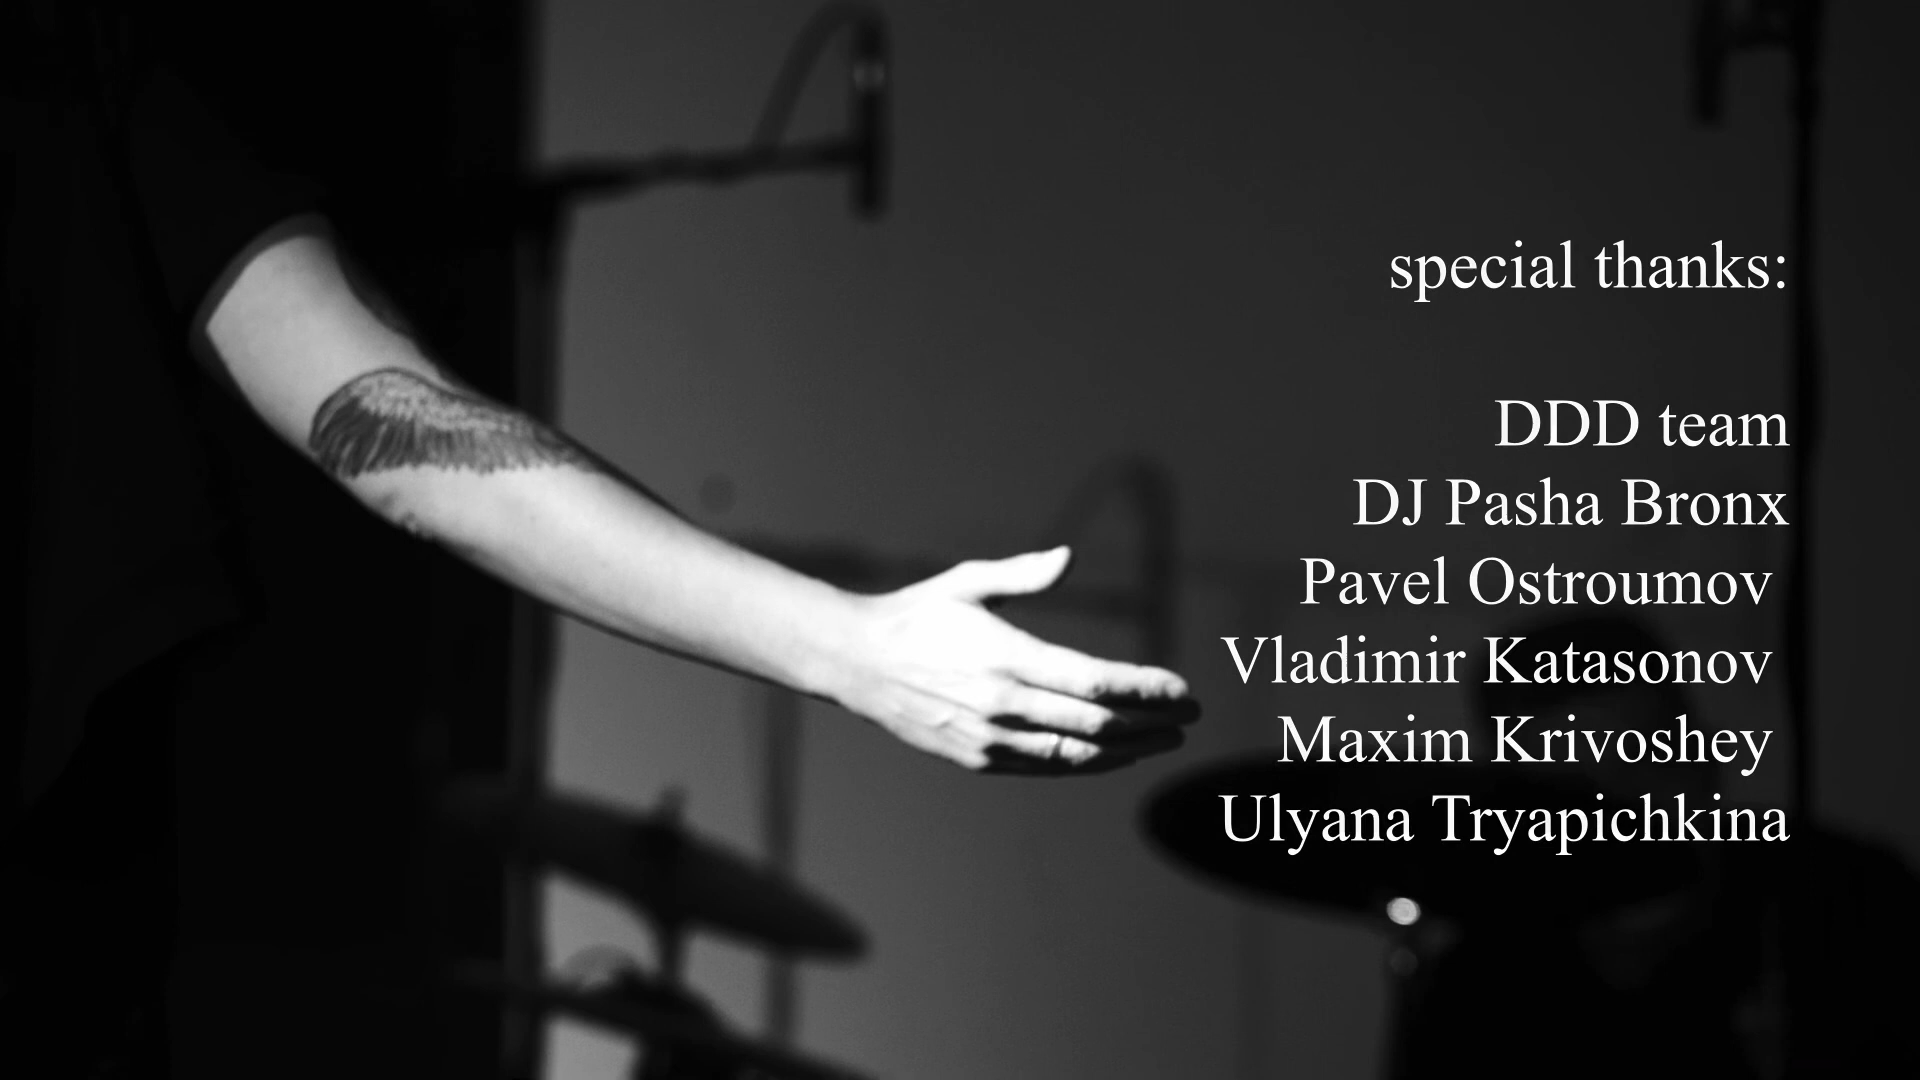 special thanks:
DDD team
DJ Pasha Bronx
Pavel Ostroumov
Vladimir Katasonov
Maxim Krivoshey
Ulyana Tryapichkina